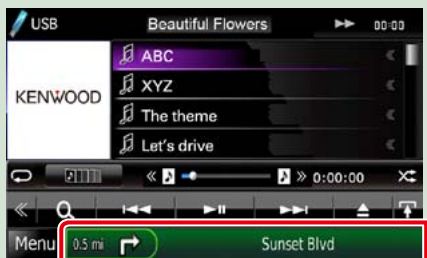 USB Beautiful Flowers 00:00
ABC
KENWOOD
XYZ
The theme
Let's drive
0:00:00
Menu 0.5 mi Sunset Blvd